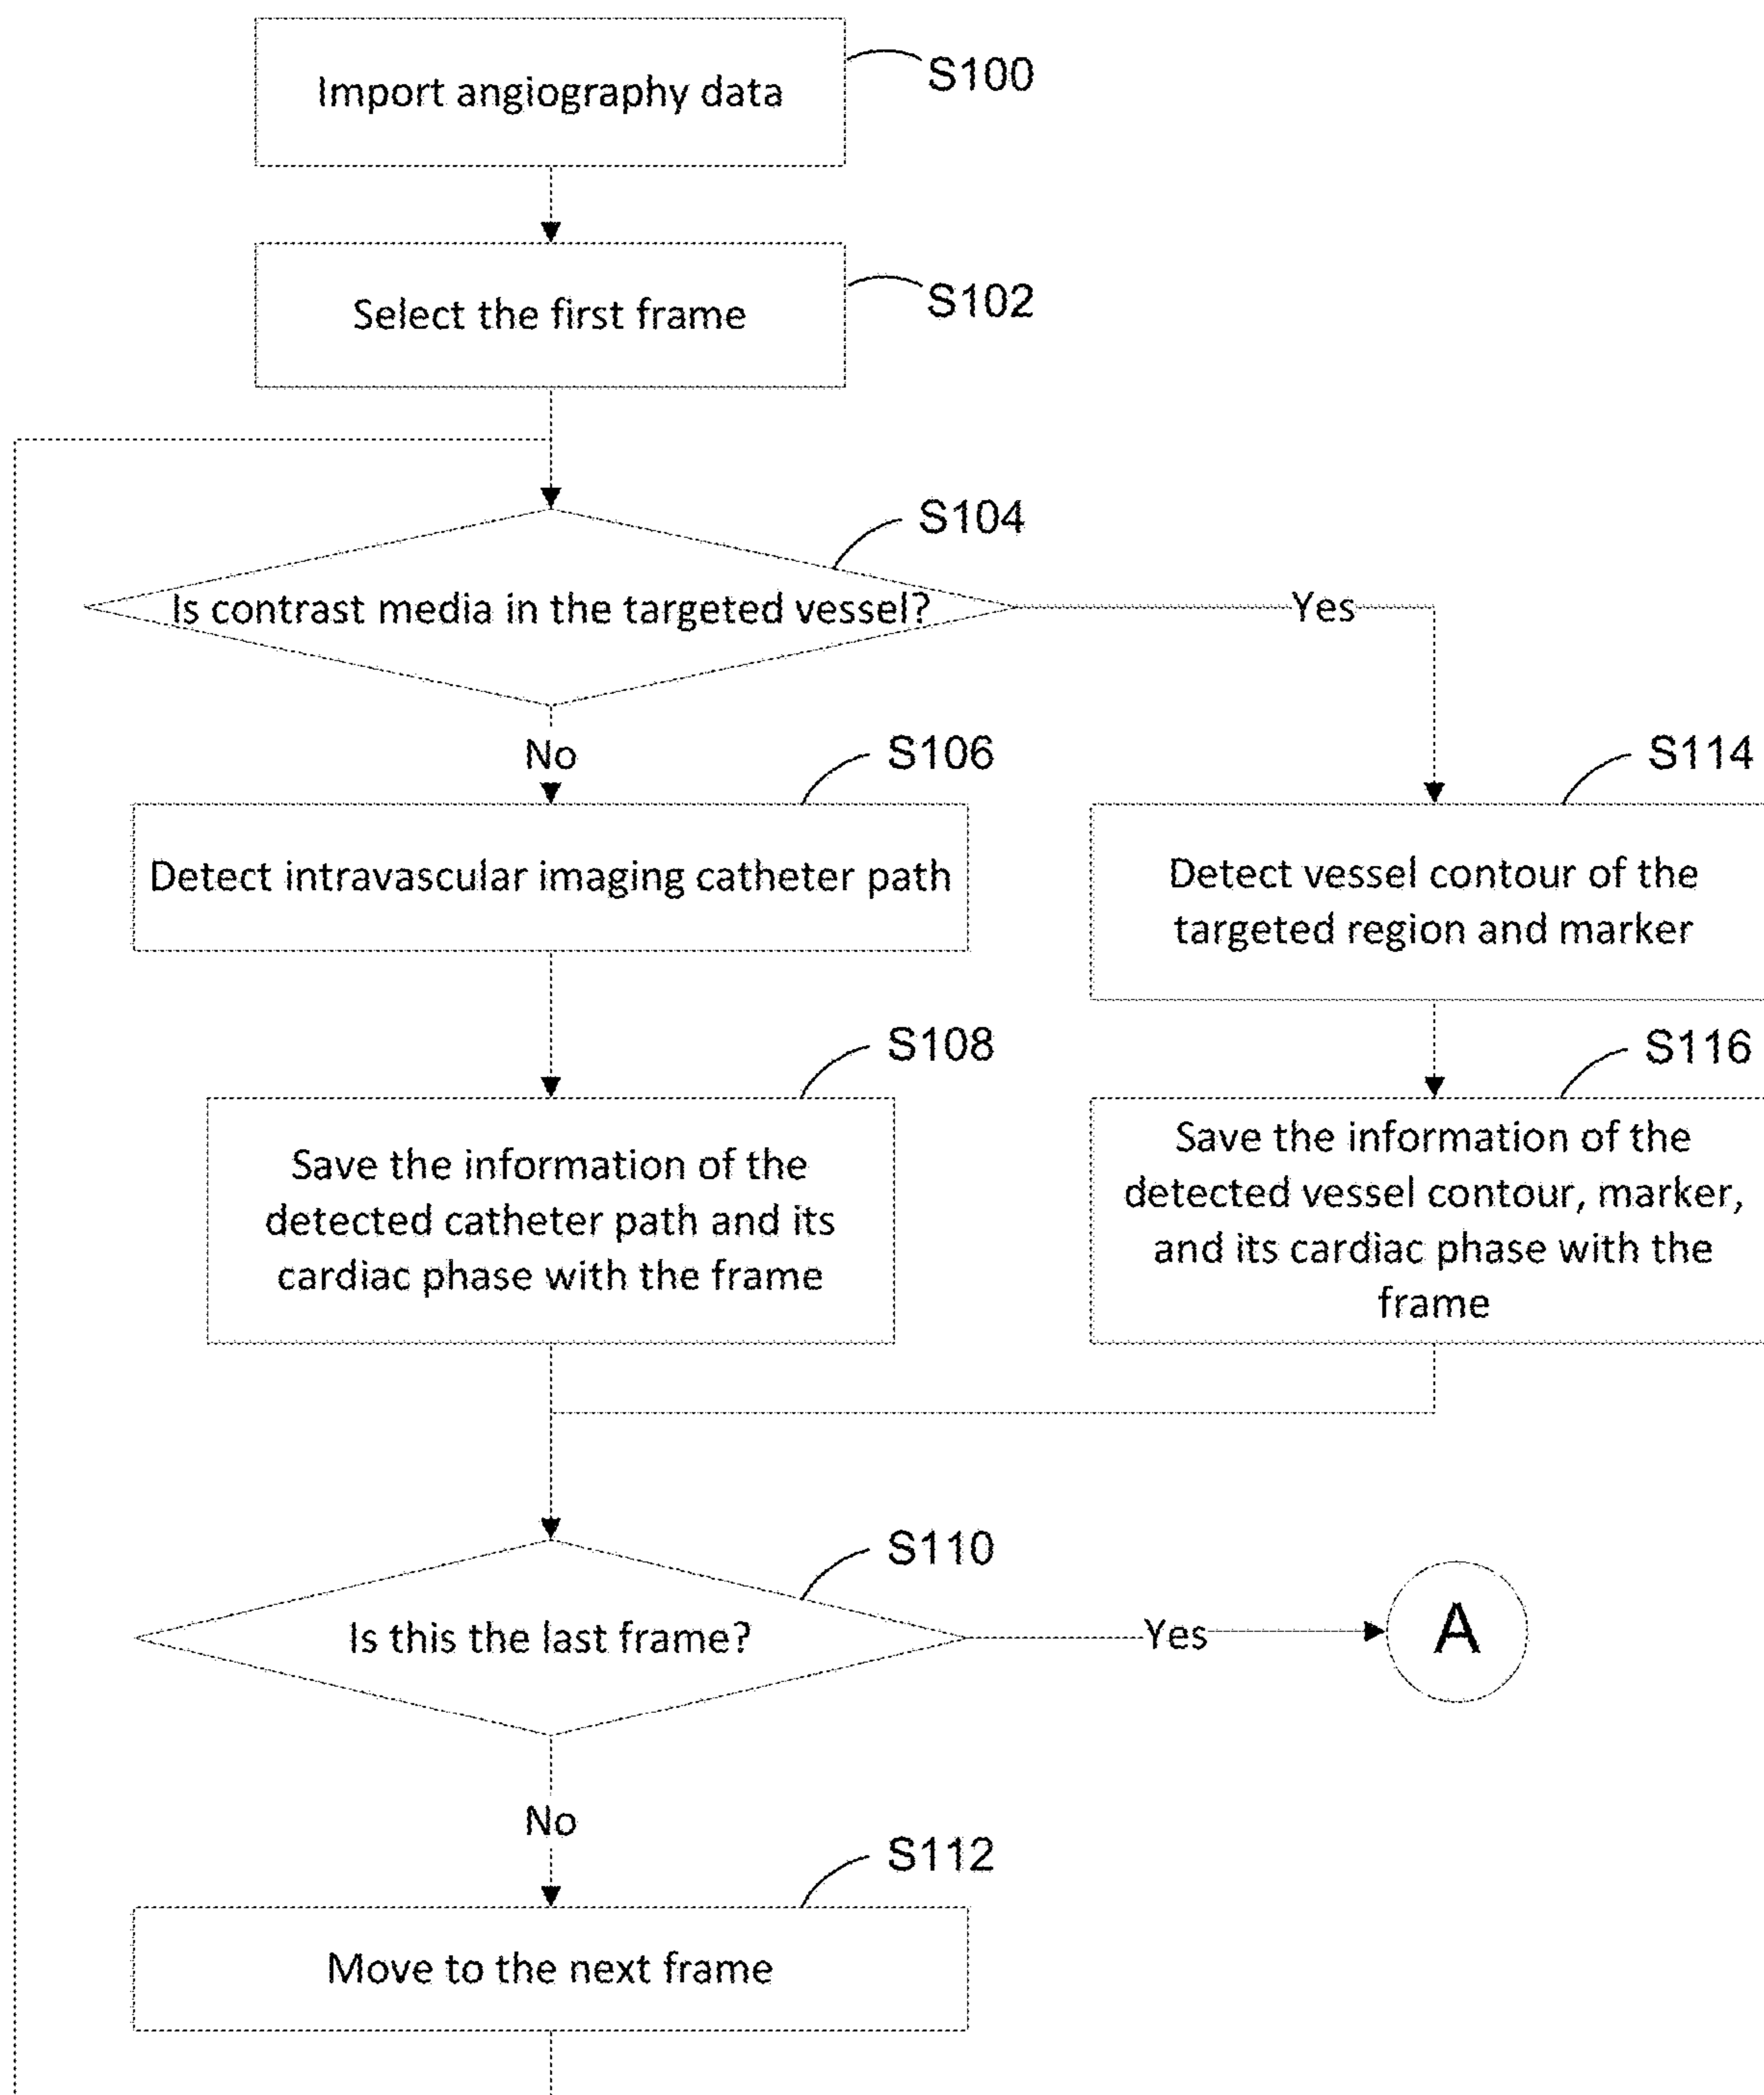 Import angiography data
S100
Select the first frame
S102
S104
Is contrast media in the targeted vessel?
Yes
No
S106
S114
Detect intravascular imaging catheter path
Detect vessel contour of the
targeted region and marker
S108
S116
Save the information of the
detected catheter path and its
cardiac phase with the frame
Save the information of the
detected vessel contour, marker,
and its cardiac phase with the
frame
S110
Is this the last frame?
Yes
A
No
S112
Move to the next frame